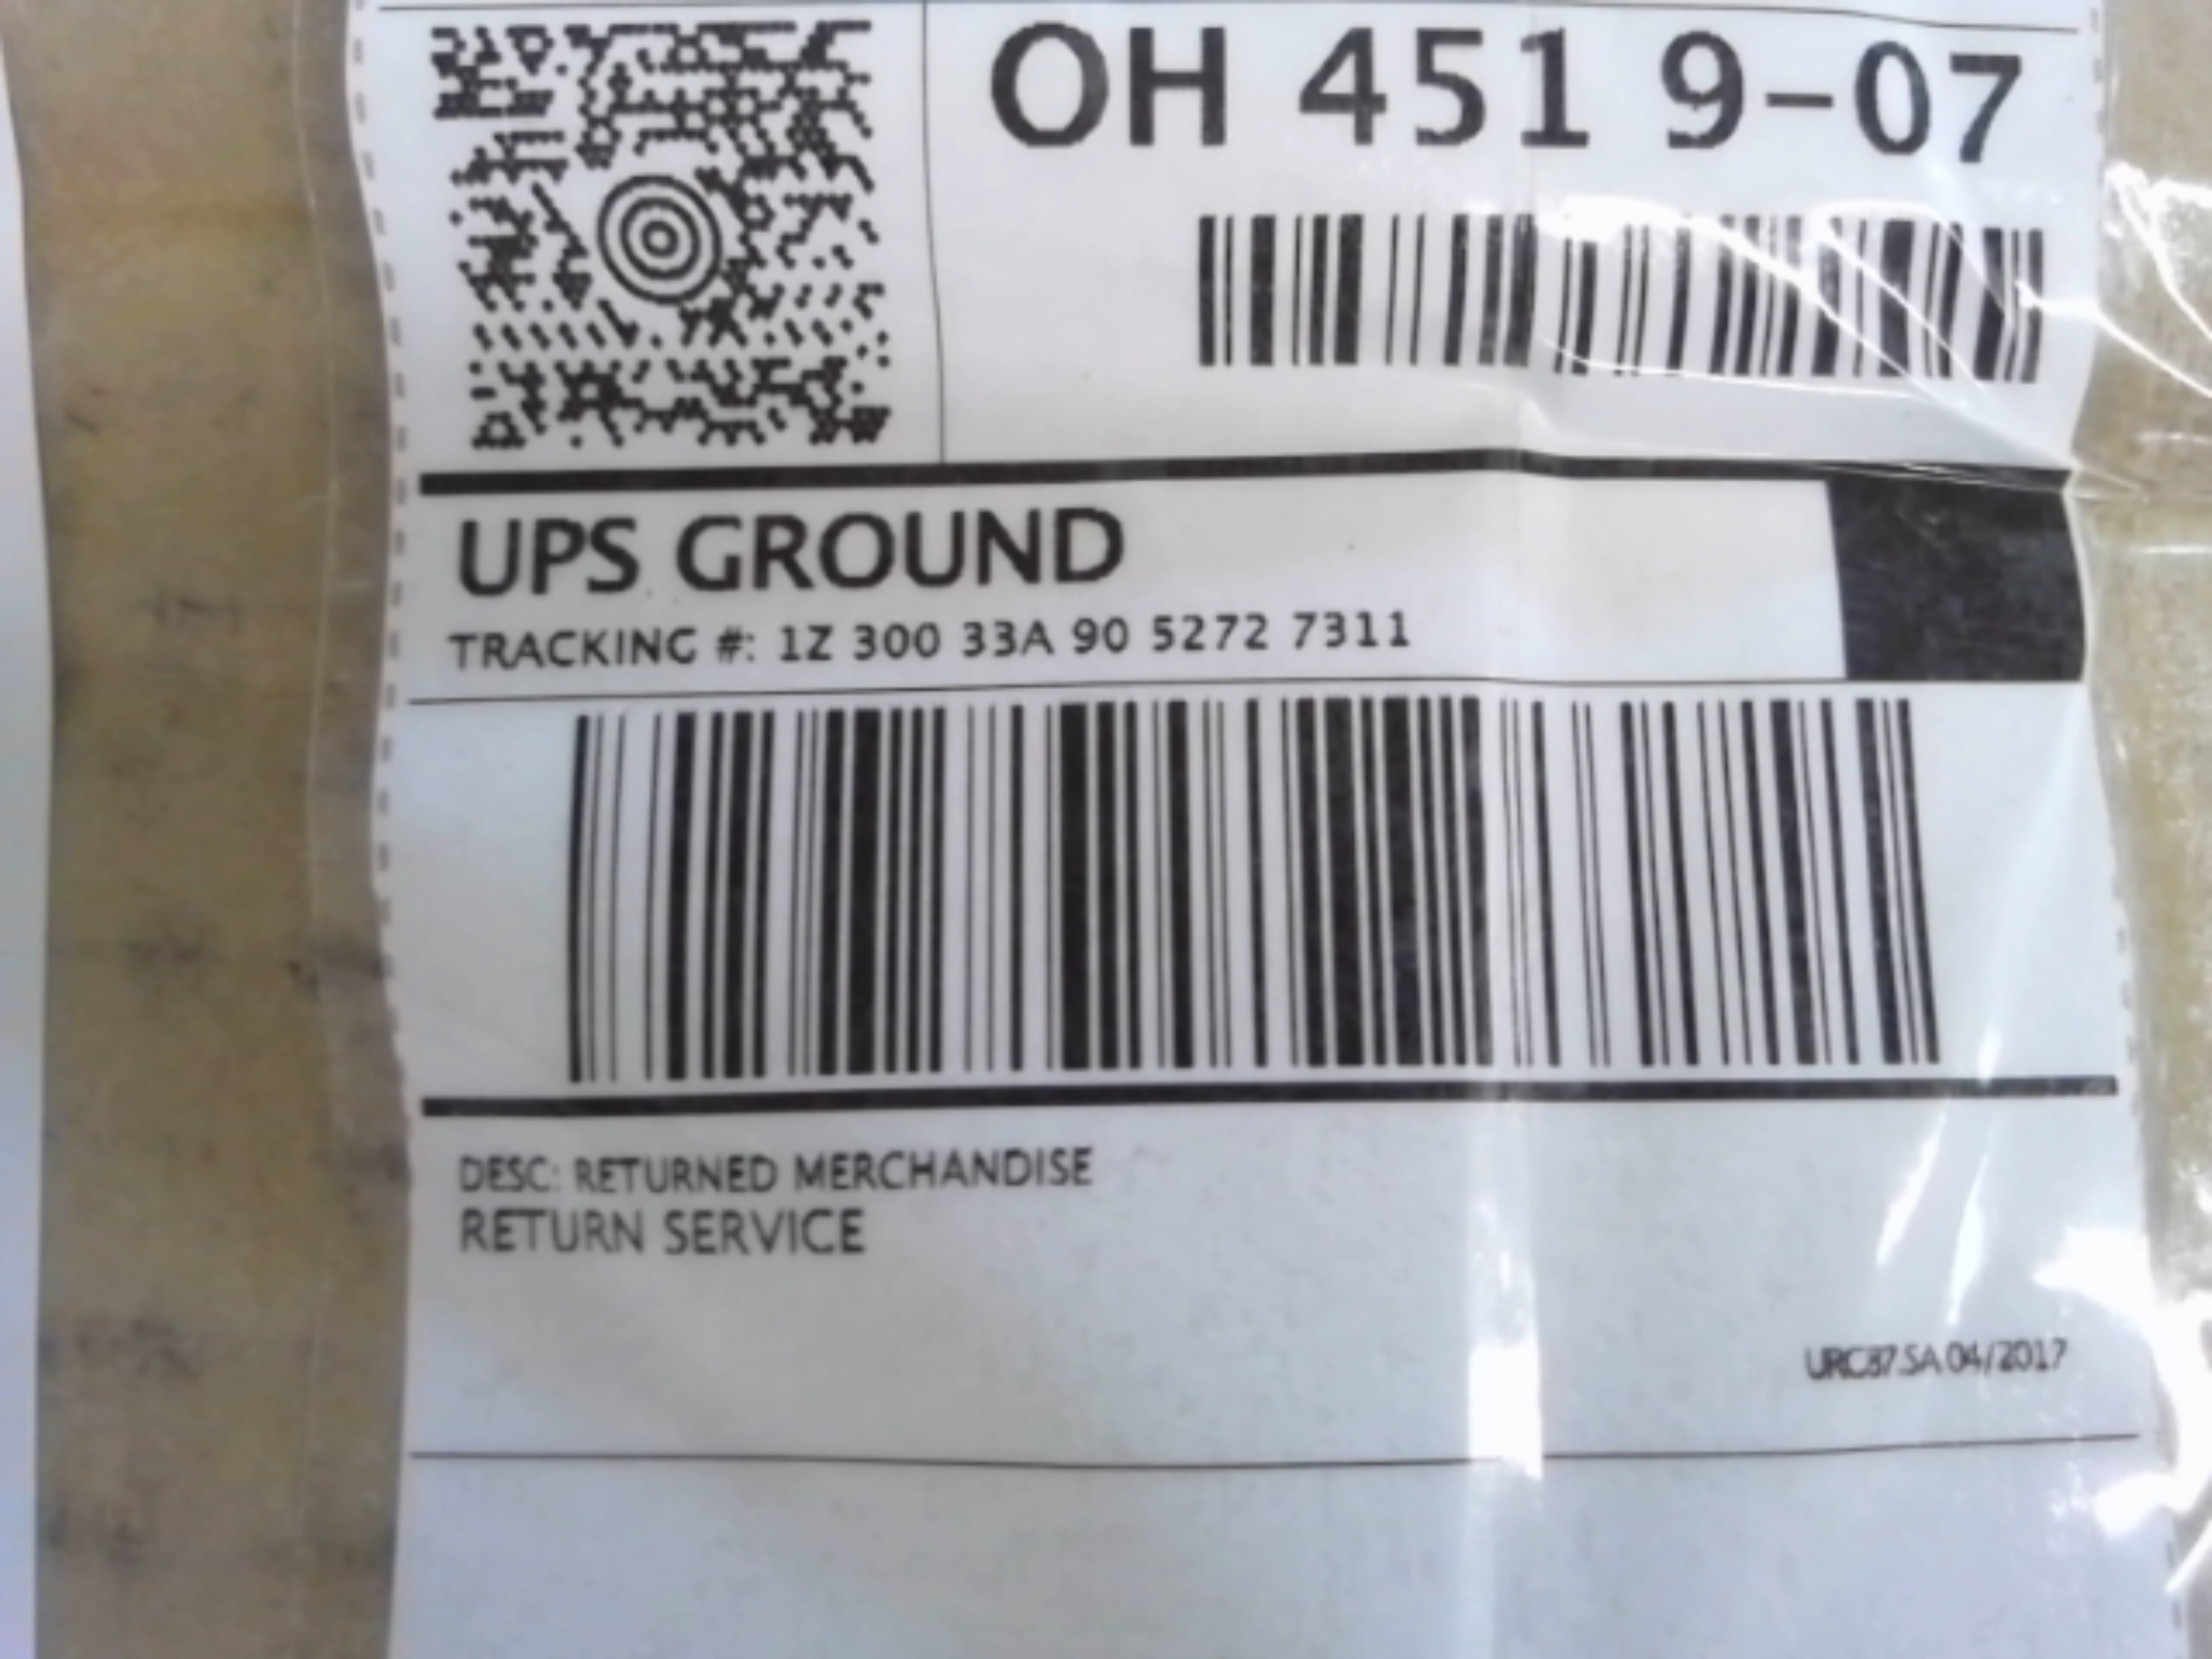 OH 451 9-07
UPS GROUND
TRACKING #: 1Z 300 33A 90 5272 7311
DESC: RETURNED MERCHANDISE
RETURN SERVICE
URC37.5A 04/2017